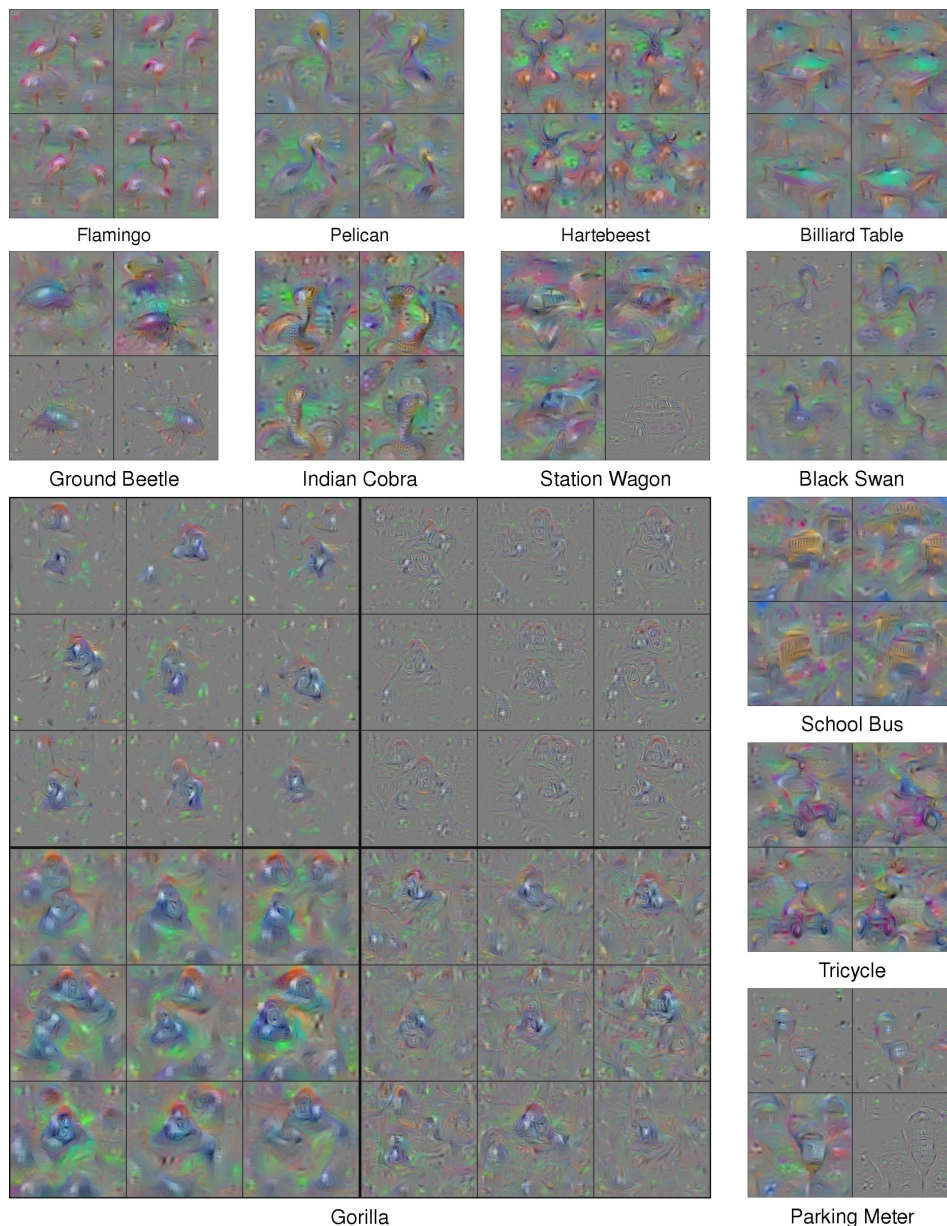 Flamingo
Pelican
Hartebeest
Billiard Table
Ground Beetle
Indian Cobra
Station Wagon
Black Swan
School Bus
Tricycle
Gorilla
Parking Meter